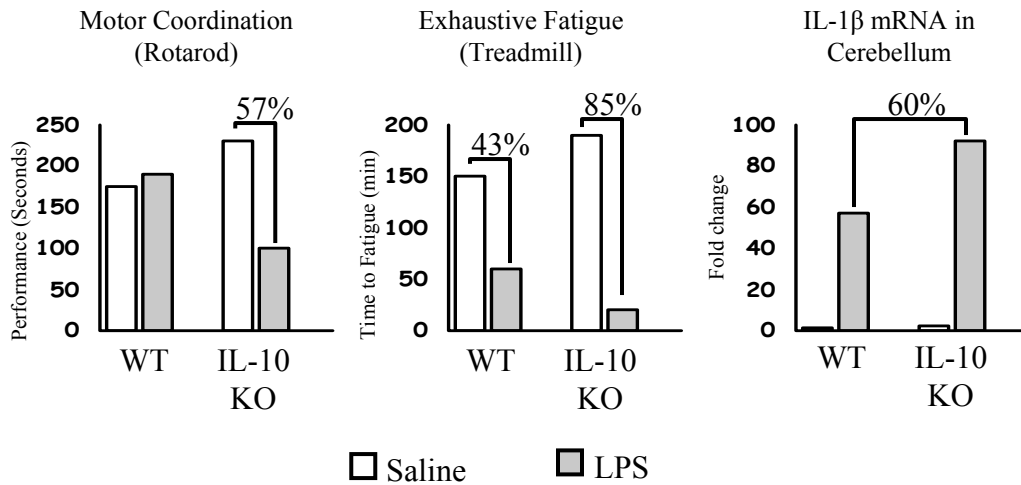 Motor Coordination
(Rotarod)
Performance (Seconds)
250
200
150
100
50
0
57%
WT
IL-10
KO
Exhaustive Fatigue
(Treadmill)
Time to Fatigue (min)
200
150
100
50
0
43%
85%
WT
IL-10
KO
IL-1β mRNA in
Cerebellum
Fold change
100
80
60
40
20
0
60%
WT
IL-10
KO
Saline
LPS